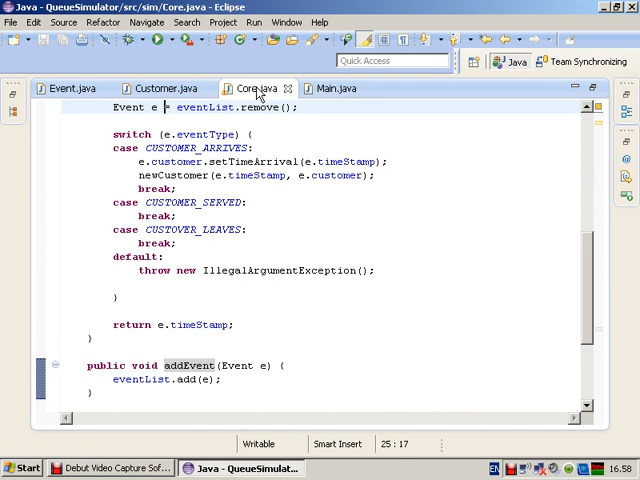 Java - QueueSimulator/src/sim/Core.java - Eclipse
File Edit Source Refactor Navigate Search Project Run Window Help
Quick Access
Java
Team Synchronizing
Event.java
Customer.java
Core.java
Main.java
Event e = eventList.remove();
switch (e.eventType) {
case CUSTOMER_ARRIVES:
e.customer.setTimeArrival(e.timeStamp);
newCustomer(e.timeStamp, e.customer);
break;
case CUSTOMER_SERVED:
break;
case CUSTOVER_LEAVES:
break;
default:
throw new IllegalArgumentException();
}
return e.timeStamp;
}
public void addEvent(Event e) {
eventList.add(e);
}
Writable
Smart Insert
25 : 17
Start
Debut Video Capture Sof...
Java - QueueSimulat...
EN
16.58